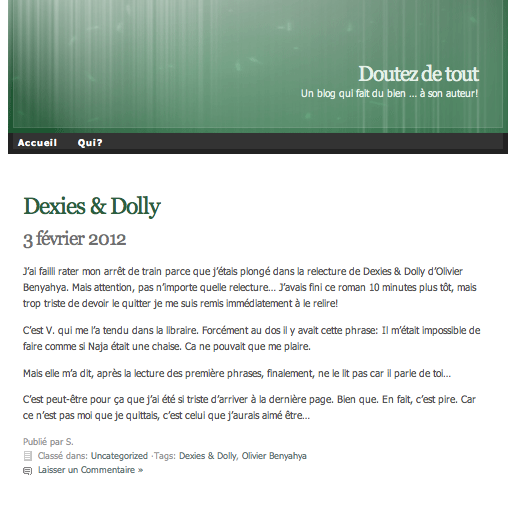 Doutez de tout
Un blog qui fait du bien ... à son auteur!
Accueil Qui?
Dexies & Dolly
3 février 2012
J'ai failli rater mon arrêt de train parce que j'étais plongé dans la relecture de Dexies & Dolly d'Olivier
Benyahya. Mais attention, pas n'importe quelle relecture... J'avais fini ce roman 10 minutes plus tôt, mais
trop triste de devoir le quitter je me suis remis immédiatement à le relire!
C'est V. qui me l'a tendu dans la libraire. Forcément au dos il y avait cette phrase: Il m'était impossible de
faire comme si Naja était une chaise. Ca ne pouvait que me plaire.
Mais elle m'a dit, après la lecture des première phrases, finalement, ne le lit pas car il parle de toi...
C'est peut-être pour ça que j'ai été si triste d'arriver à la dernière page. Bien que. En fait, c'est pire. Car
ce n'est pas moi que je quittais, c'est celui que j'aurais aimé être...
Publié par S.
Classé dans: Uncategorized ·Tags: Dexies & Dolly, Olivier Benyahya
Laisser un Commentaire »